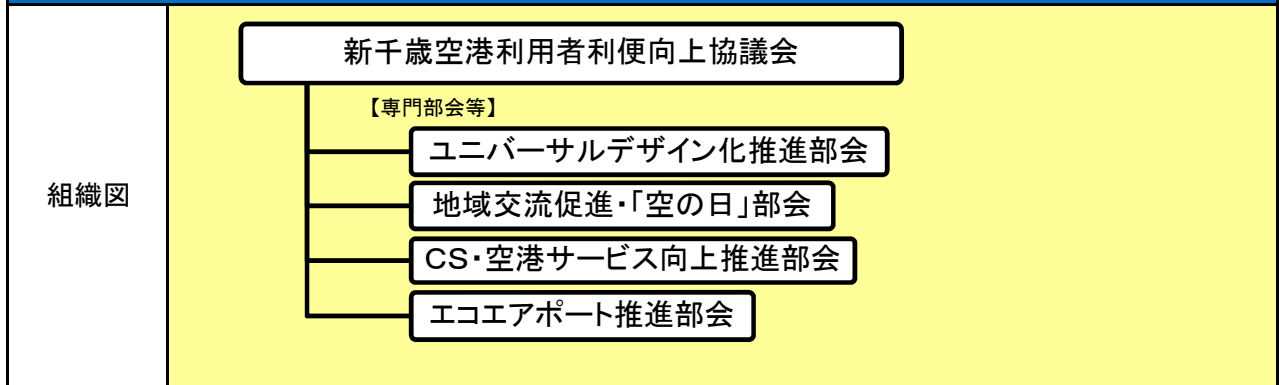 組織図
新千歳空港利用者利便向上協議会
【専門部会等】
ユニバーサルデザイン化推進部会
地域交流促進・「空の日」部会
CS・空港サービス向上推進部会
エコエアポート推進部会